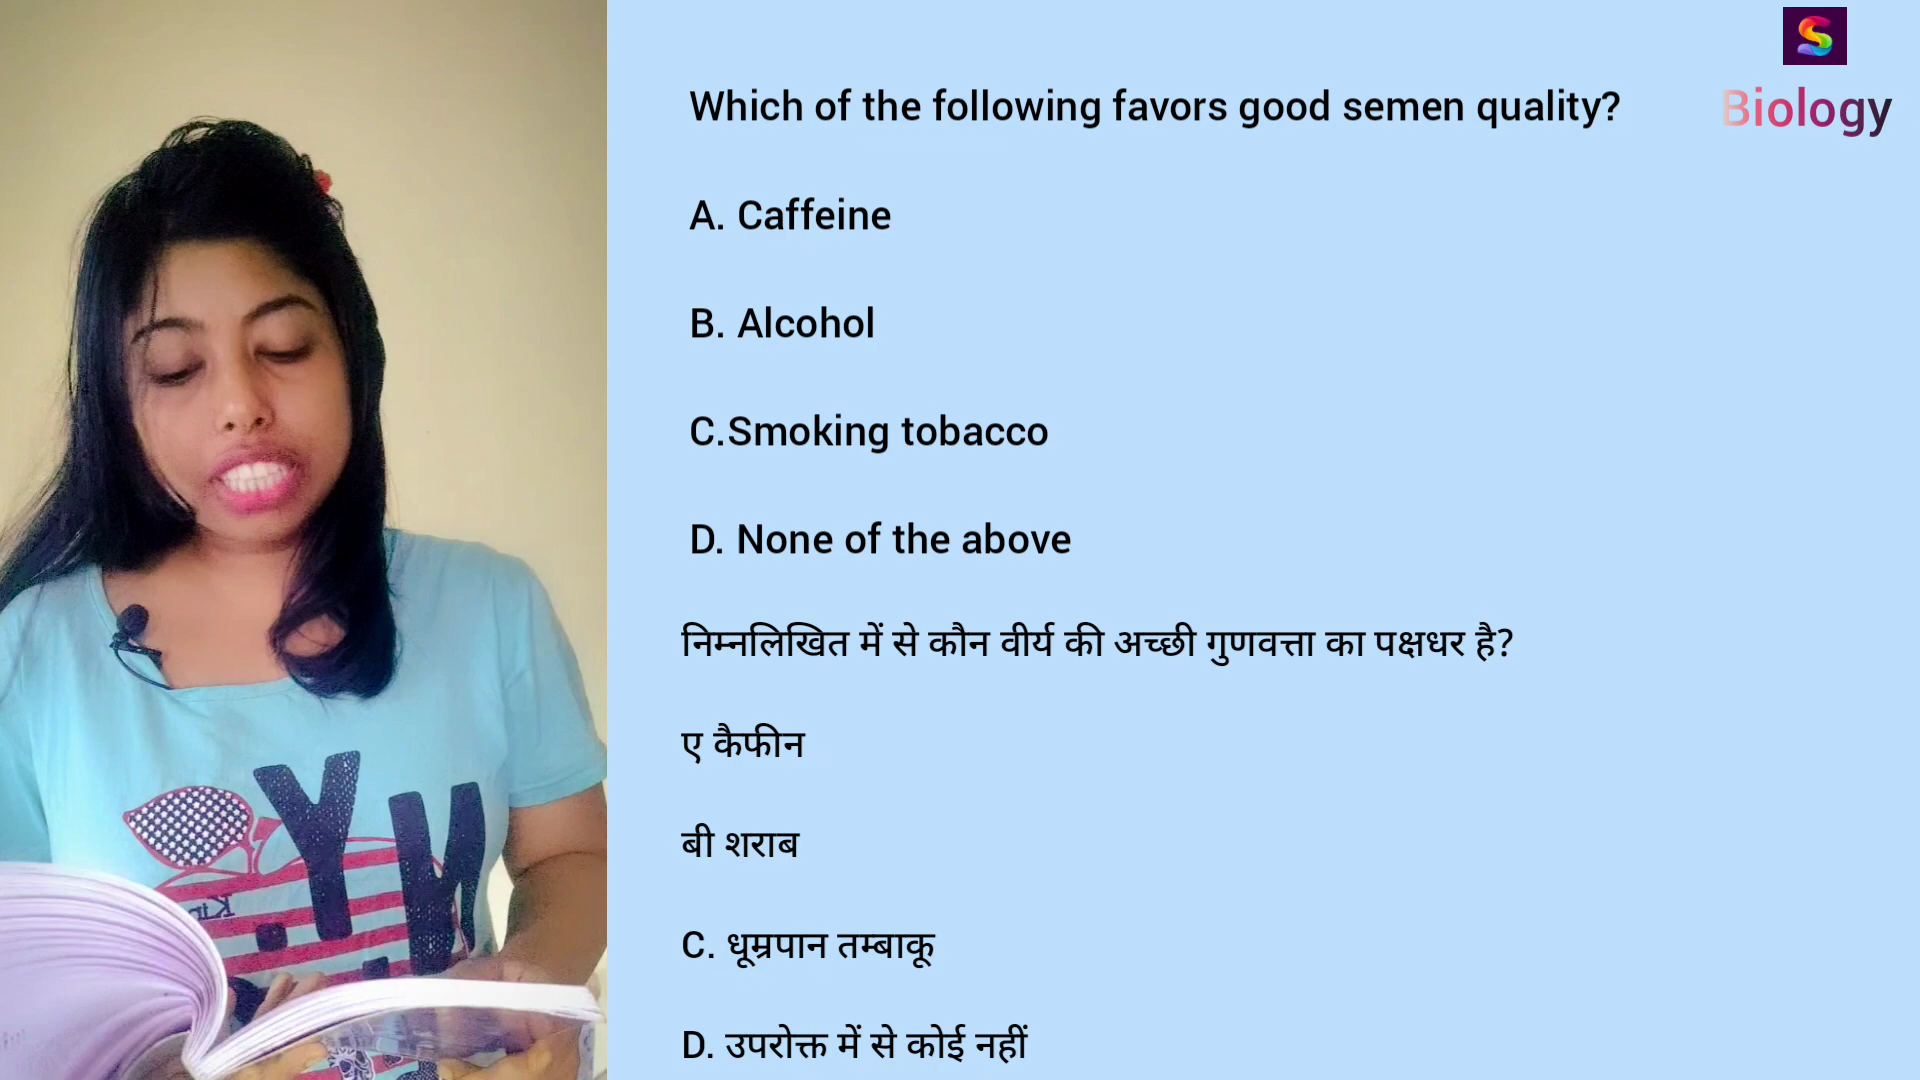 Which of the following favors good semen quality?
Biology
A. Caffeine
B. Alcohol
C.Smoking tobacco
D. None of the above
निम्नलिखित में से कौन वीर्य की अच्छी गुणवत्ता का पक्षधर है?
ए कैफीन
बी शराब
C. धूम्रपान तम्बाकू
D. उपरोक्त में से कोई नहीं